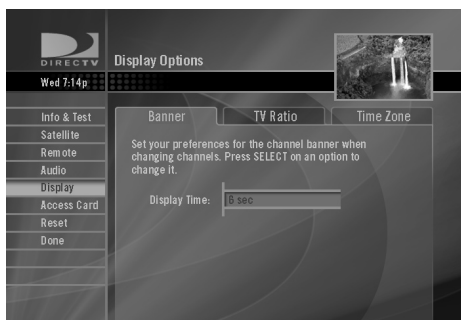 DIRECTV
Display Options
Wed 7:14p
Info & Test
Satellite
Remote
Audio
Display
Access Card
Reset
Done
Banner
TV Ratio
Time Zone
Set your preferences for the channel banner when
changing channels. Press SELECT on an option to
change it.
Display Time: 6 sec